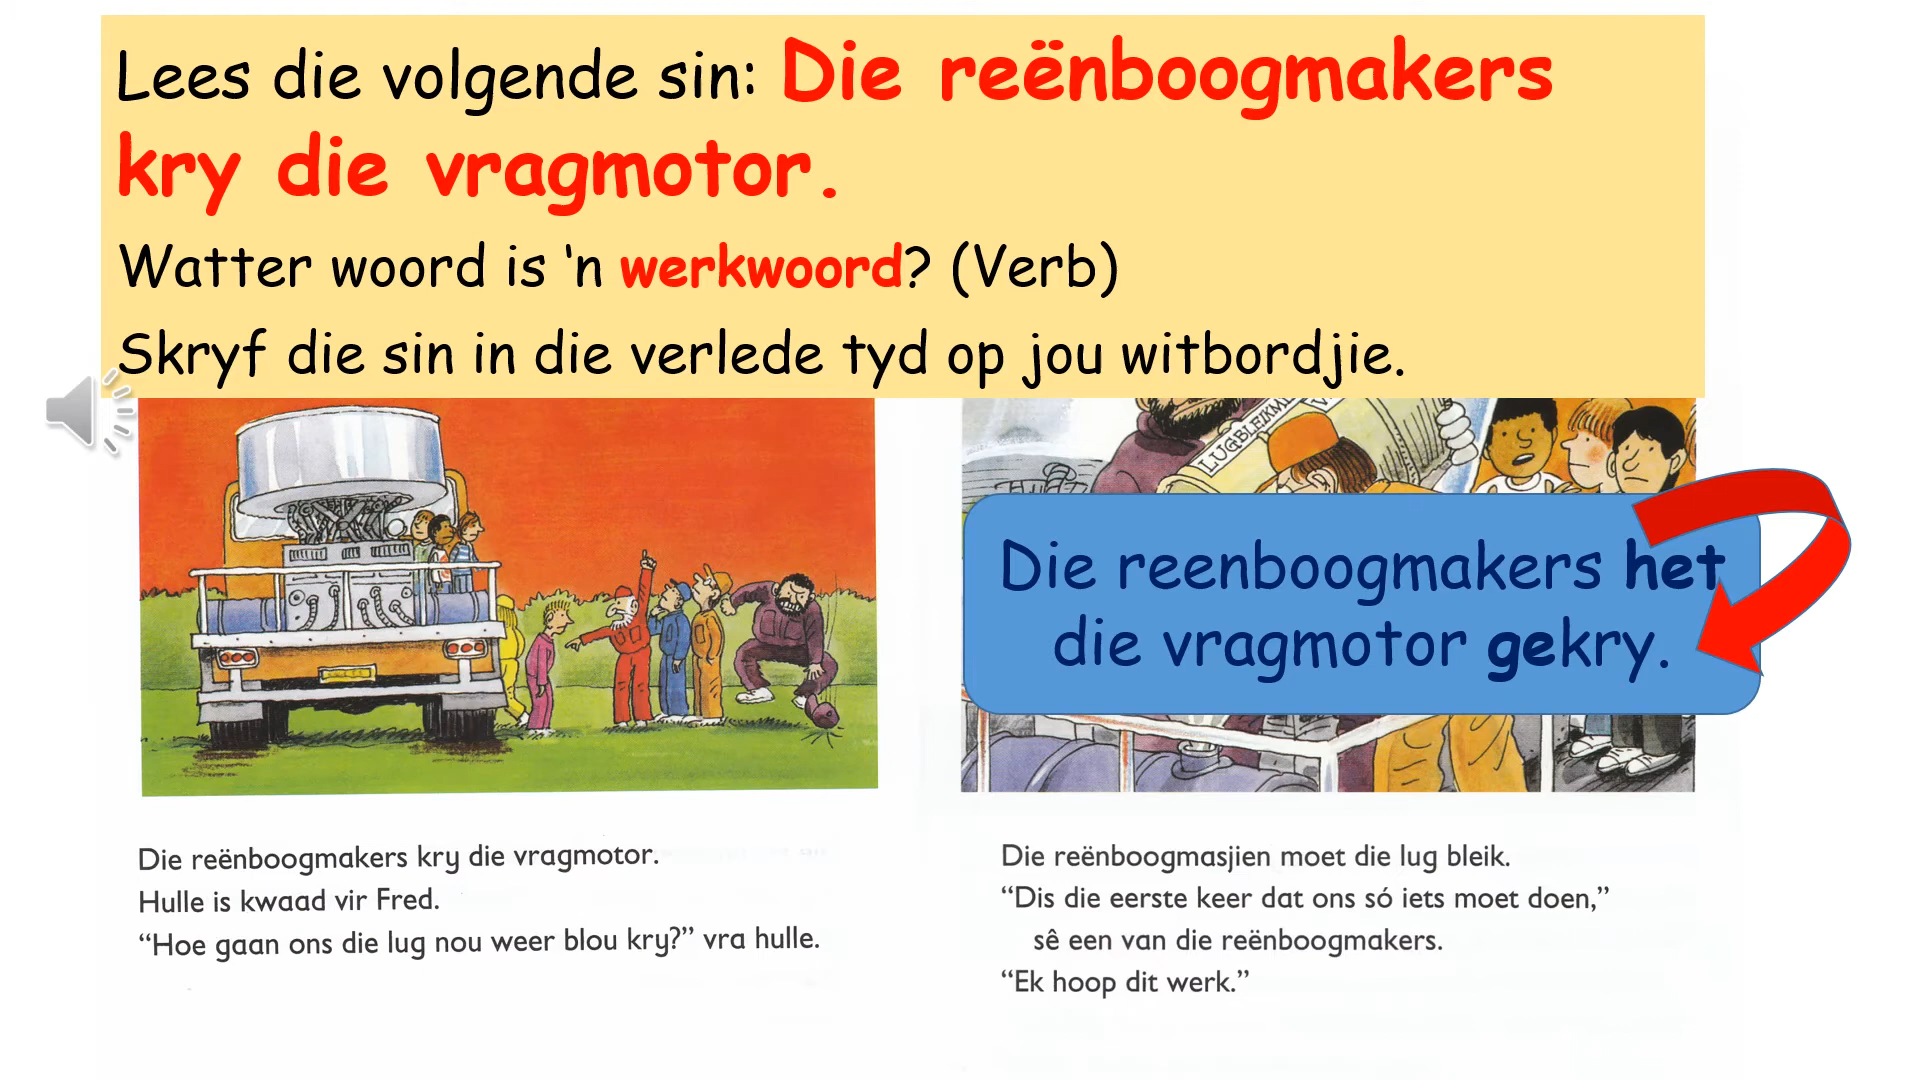 Lees die volgende sin: Die reënboogmakers
kry die vragmotor.
Watter woord is ‘n werkwoord? (Verb)
Skryf die sin in die verlede tyd op jou witbordjie.
Die reenboogmakers het
die vragmotor gekry.
Die reënboogmakers kry die vragmotor.
Hulle is kwaad vir Fred.
“Hoe gaan ons die lug nou weer blou kry?” vra hulle.
Die reënboogmasjien moet die lug bleik.
“Dis die eerste keer dat ons só iets moet doen,”
sê een van die reënboogmakers.
“Ek hoop dit werk.”